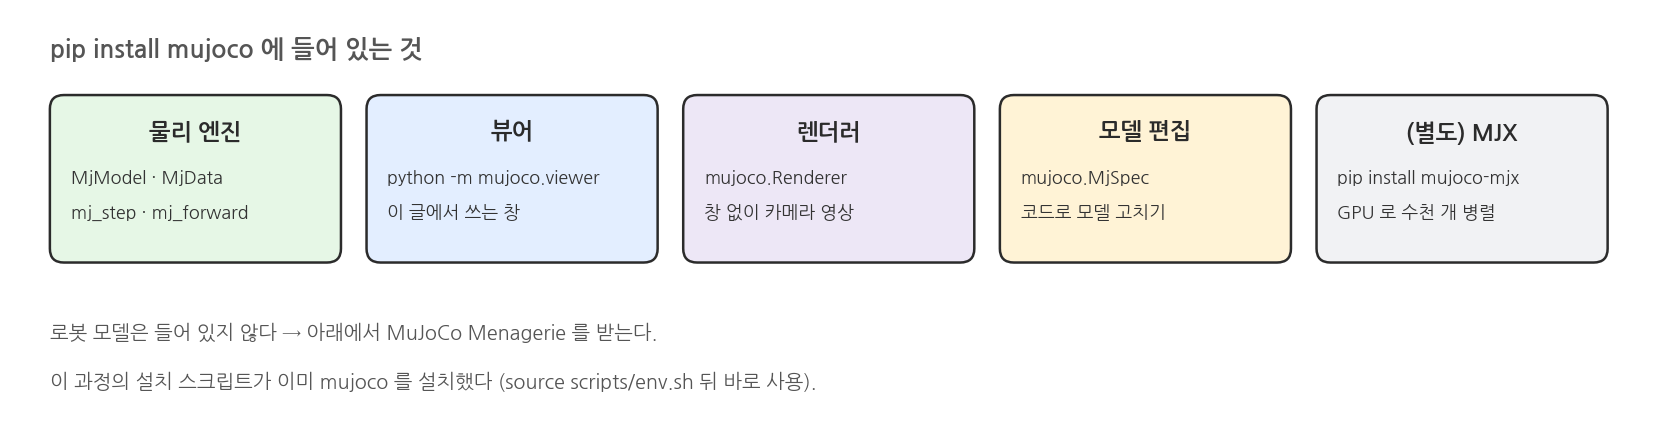 pip install mujoco 에 들어 있는 것
물리 엔진
MjModel · MjData
mj_step · mj_forward
뷰어
python -m mujoco.viewer
이 글에서 쓰는 창
렌더러
mujoco.Renderer
창 없이 카메라 영상
모델 편집
mujoco.MjSpec
코드로 모델 고치기
(별도) MJX
pip install mujoco-mjx
GPU 로 수천 개 병렬
로봇 모델은 들어 있지 않다 → 아래에서 MuJoCo Menagerie 를 받는다.
이 과정의 설치 스크립트가 이미 mujoco 를 설치했다 (source scripts/env.sh 뒤 바로 사용).